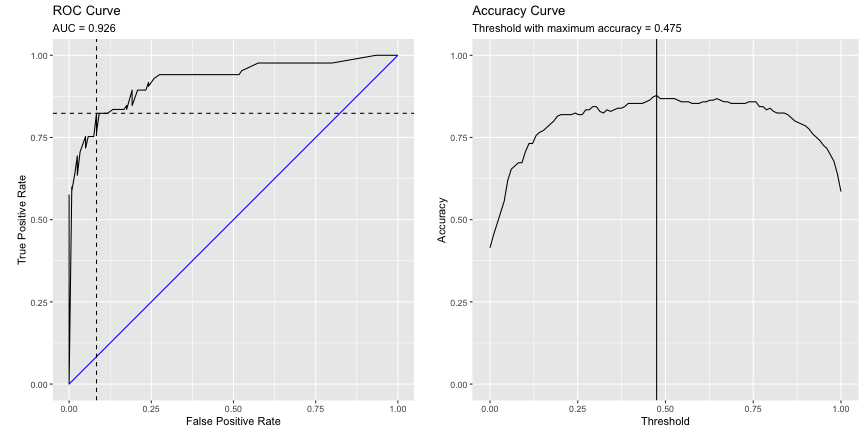 ROC Curve
AUC = 0.926
1.00
0.75
0.50
0.25
0.00
True Positive Rate
0.00 0.25 0.50 0.75 1.00
False Positive Rate
Accuracy Curve
Threshold with maximum accuracy = 0.475
1.00
0.75
0.50
0.25
0.00
Accuracy
0.00 0.25 0.50 0.75 1.00
Threshold